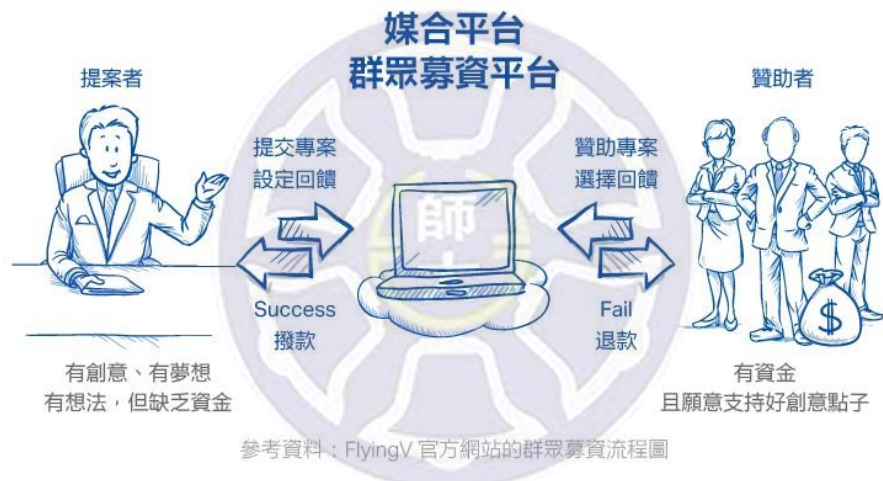 媒合平台
群眾募資平台
提案者
贊助者
提交專案
設定回饋
贊助專案
選擇回饋
師
Success
撥款
Fail
退款
$
有創意、有夢想
有想法,但缺乏資金
有資金
且願意支持好創意點子
參考資料:FlyingV 官方網站的群眾募資流程圖